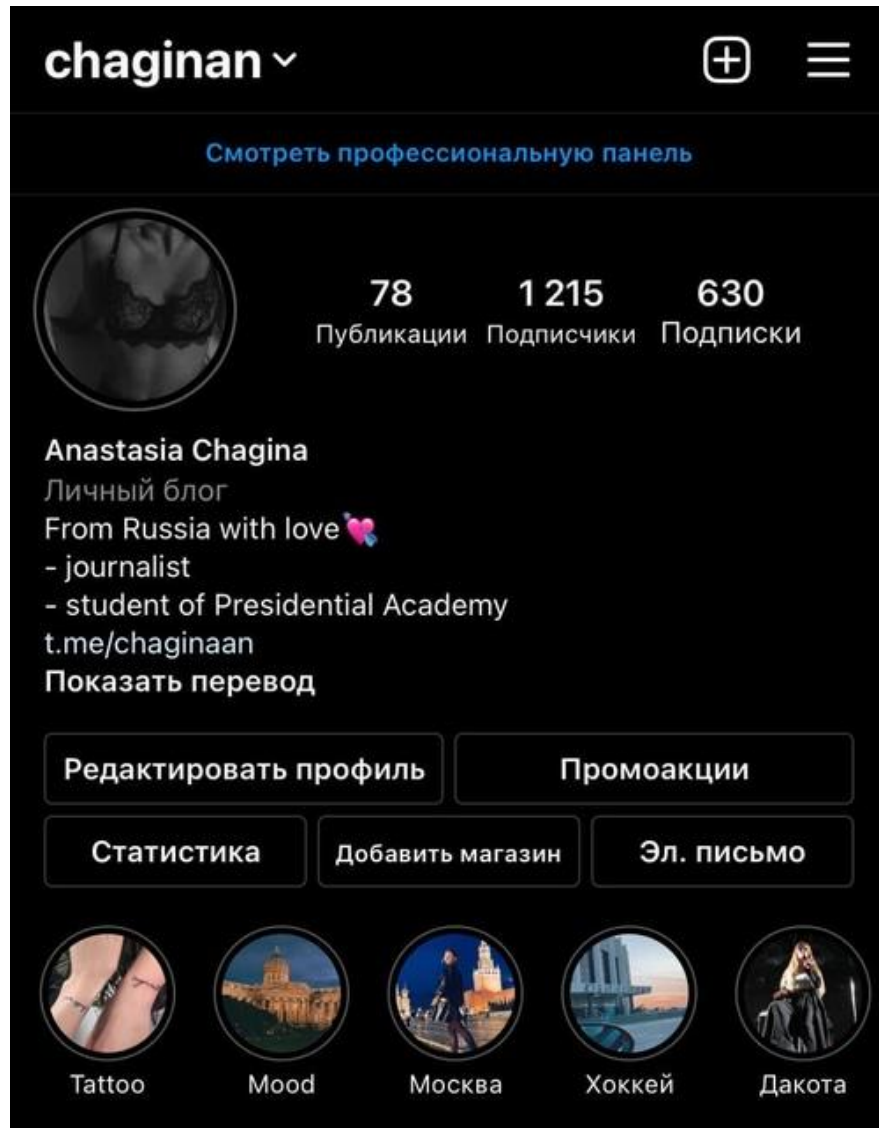 chaginan
Смотреть профессиональную панель
78 1 215 630
Публикации Подписчики Подписки
Anastasia Chagina
Личный блог
From Russia with love💘
- journalist
- student of Presidential Academy
t.me/chaginaan
Показать перевод
Редактировать профиль Промоакции
Статистика Добавить магазин Эл. письмо
Tattoo Mood Москва Хоккей Дакота